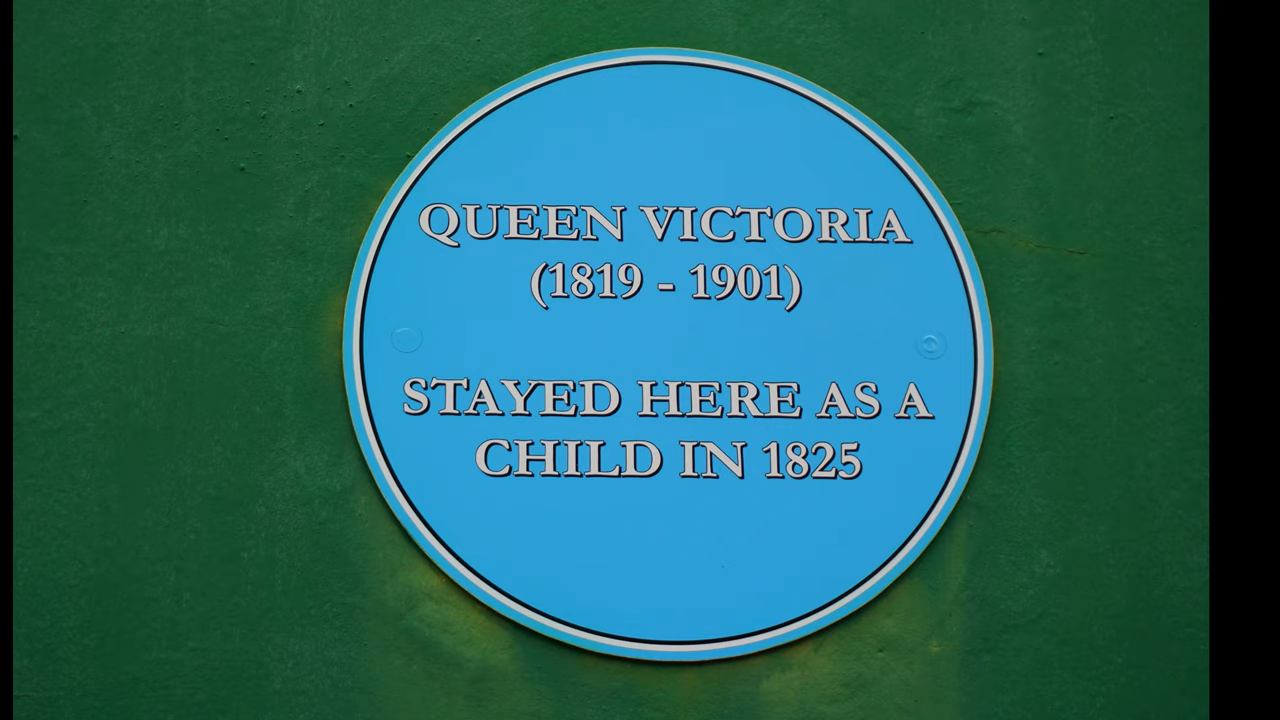 QUEEN VICTORIA
(1819 - 1901)
STAYED HERE AS A
CHILD IN 1825